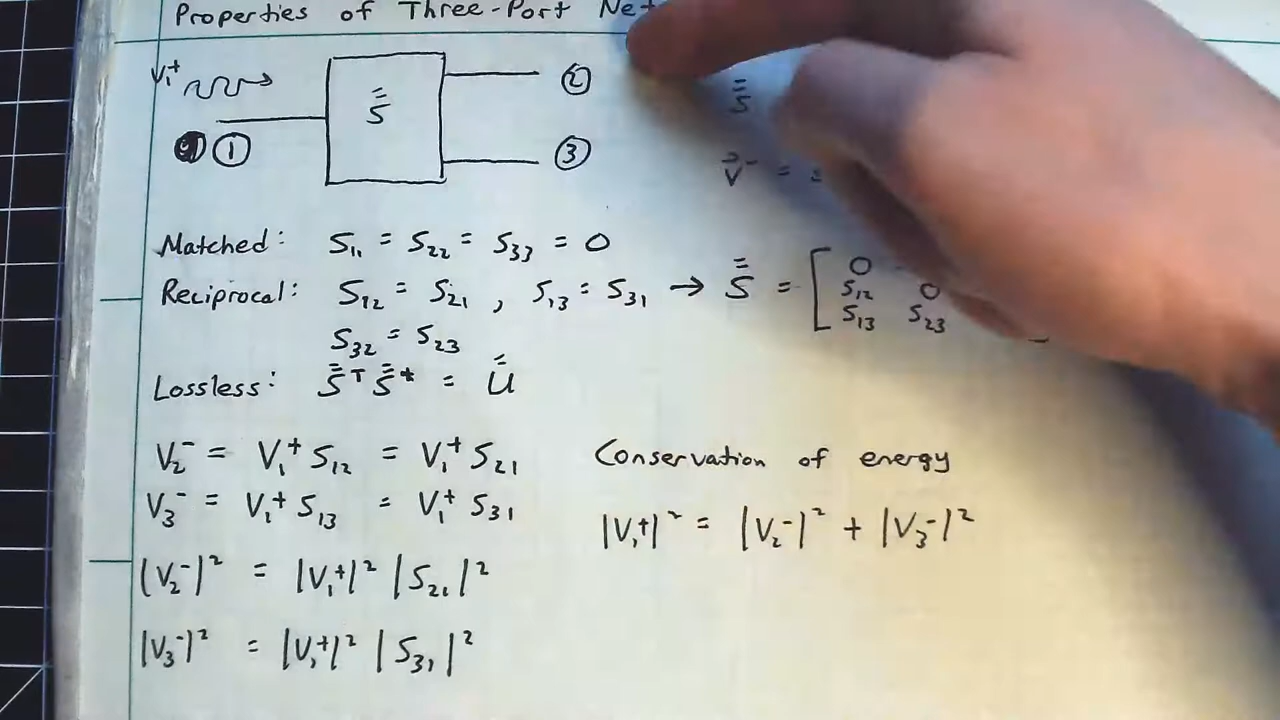 Properties of Three-Port Net
V₁⁺
S̿ ② S̿
① ③ V⃗⁻ =
Matched: S₁₁ = S₂₂ = S₃₃ = 0
Reciprocal: S₁₂ = S₂₁ , S₁₃ = S₃₁ → S̿ = [ 0
S₁₂ 0
S₁₃ S₂₃
S₃₂ = S₂₃
Lossless: S̿ᵀ S̿* = U̿
V₂⁻ = V₁⁺ S₁₂ = V₁⁺ S₂₁ Conservation of energy
V₃⁻ = V₁⁺ S₁₃ = V₁⁺ S₃₁ |V₁⁺|² = |V₂⁻|² + |V₃⁻|²
|V₂⁻|² = |V₁⁺|² |S₂₁|²
|V₃⁻|² = |V₁⁺|² |S₃₁|²